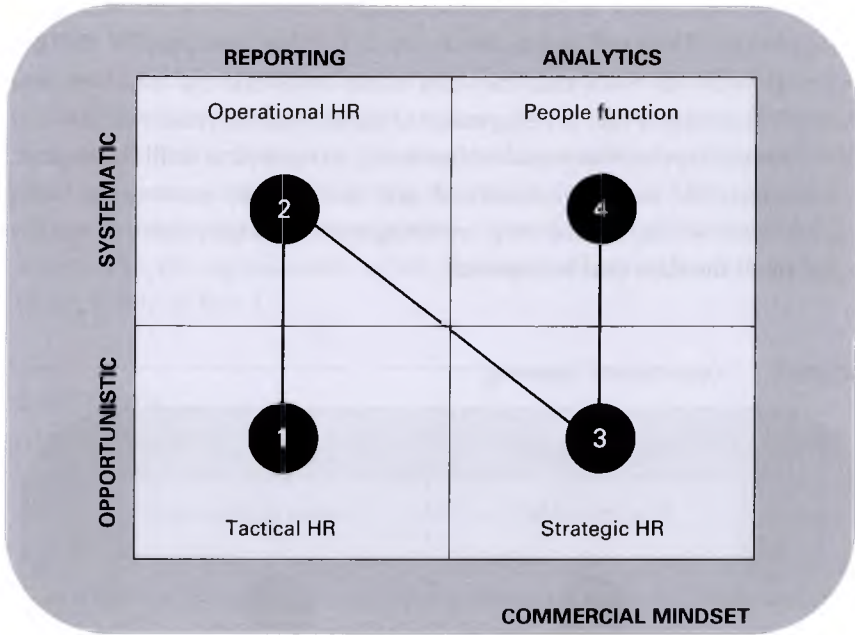 REPORTING
ANALYTICS
Operational HR
People function
SYSTEMATIC
2
4
OPPORTUNISTIC
1
3
Tactical HR
Strategic HR
COMMERCIAL MINDSET